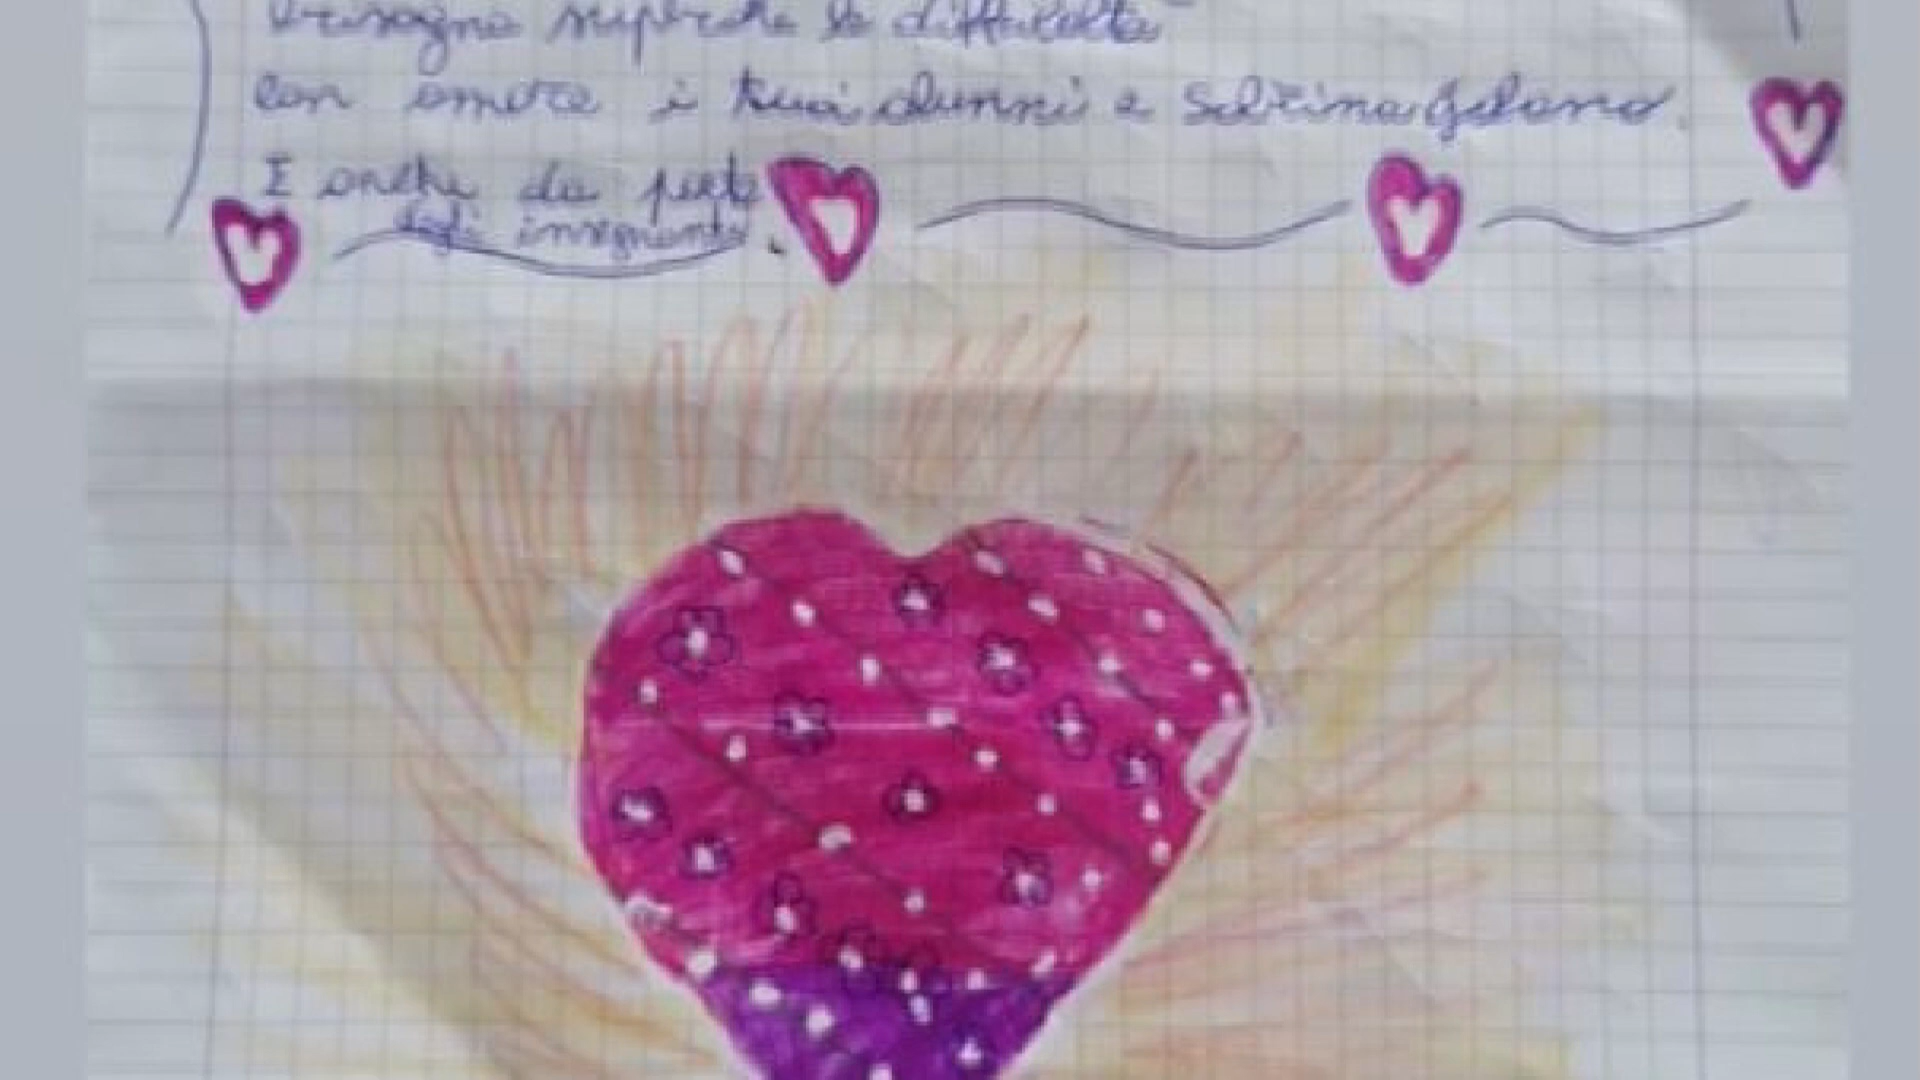 bisogna superare le difficoltà
con amore i tuoi alunni e Sabrina
E anche da parte
degli insegnanti.